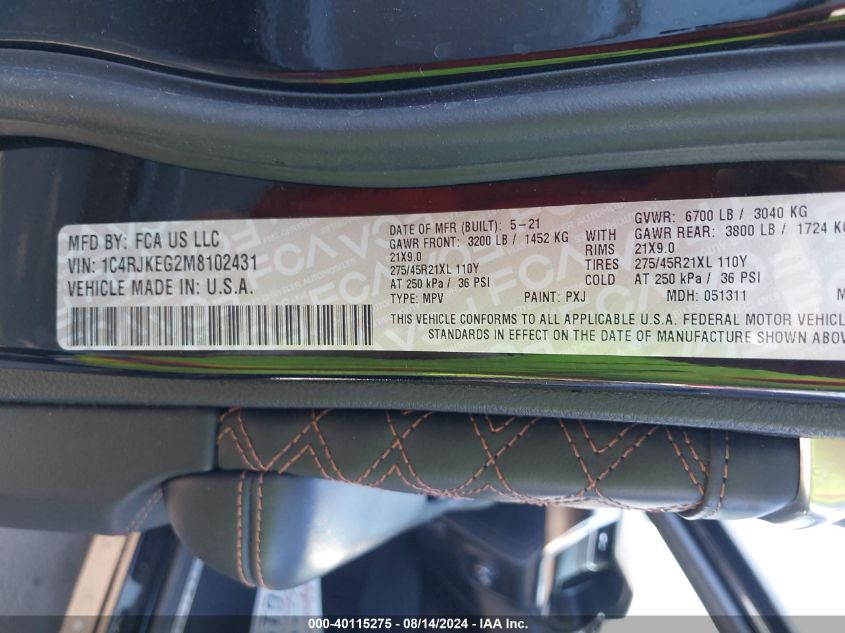 MFD BY: FCA US LLC
VIN: 1C4RJKEG2M8102431
VEHICLE MADE IN: U.S.A.
DATE OF MFR (BUILT): 5-21
GVWR: 6700 LB / 3040 KG
GAWR FRONT: 3200 LB / 1452 KG
WITH
GAWR REAR: 3800 LB / 1724 KG
21X9.0
RIMS
21X9.0
275/45R21XL 110Y
TIRES
275/45R21XL 110Y
AT 250 kPa / 36 PSI
COLD
AT 250 kPa / 36 PSI
TYPE: MPV
PAINT: PXJ
MDH: 051311
THIS VEHICLE CONFORMS TO ALL APPLICABLE U.S.A. FEDERAL MOTOR VEHICL
STANDARDS IN EFFECT ON THE DATE OF MANUFACTURE SHOWN ABOV
000-40115275 - 08/14/2024 - IAA Inc.